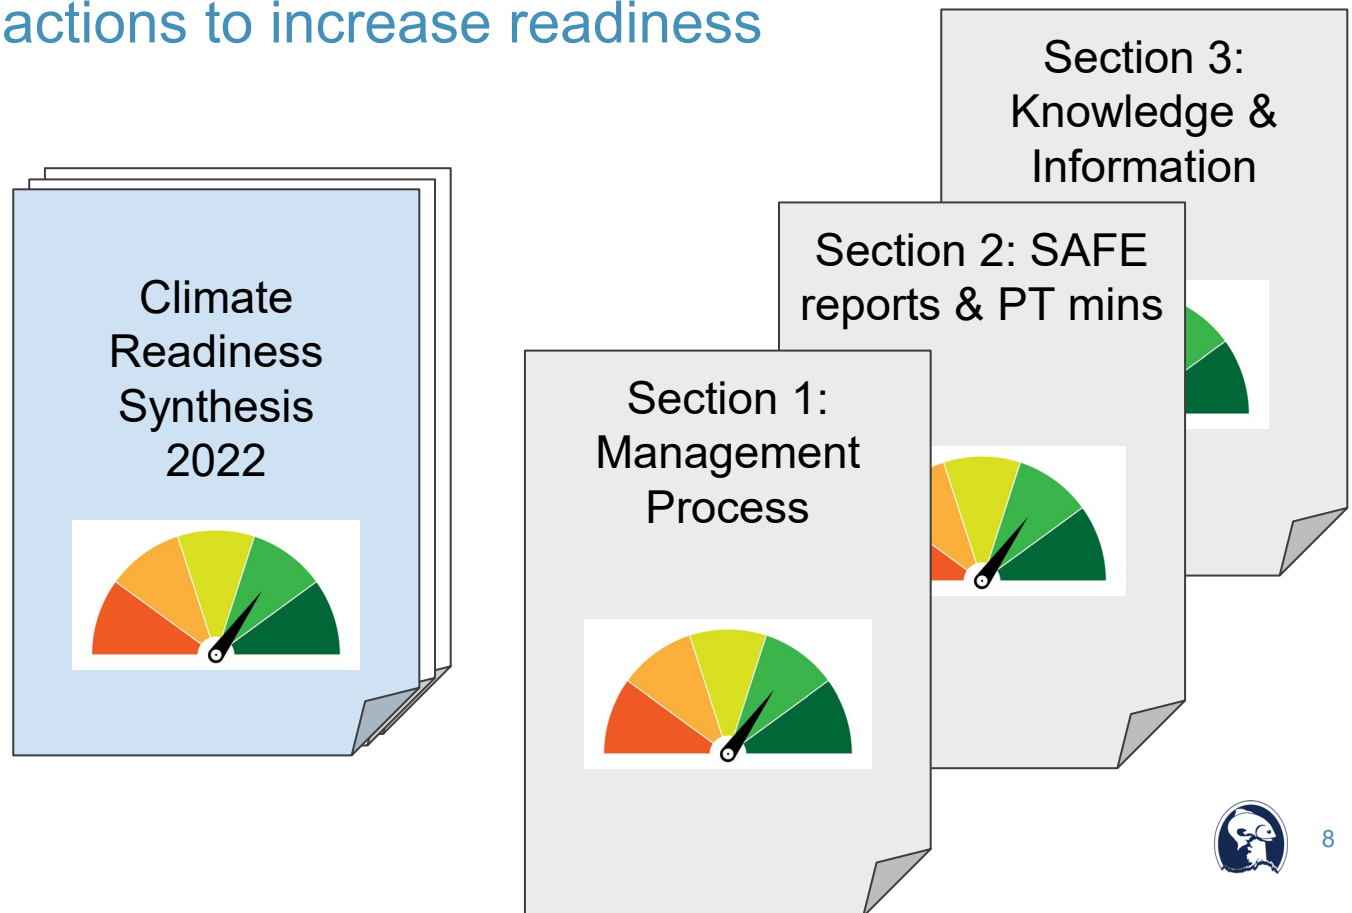 actions to increase readiness
Climate
Readiness
Synthesis
2022
Section 1:
Management
Process
Section 2: SAFE
reports & PT mins
Section 3:
Knowledge &
Information
8